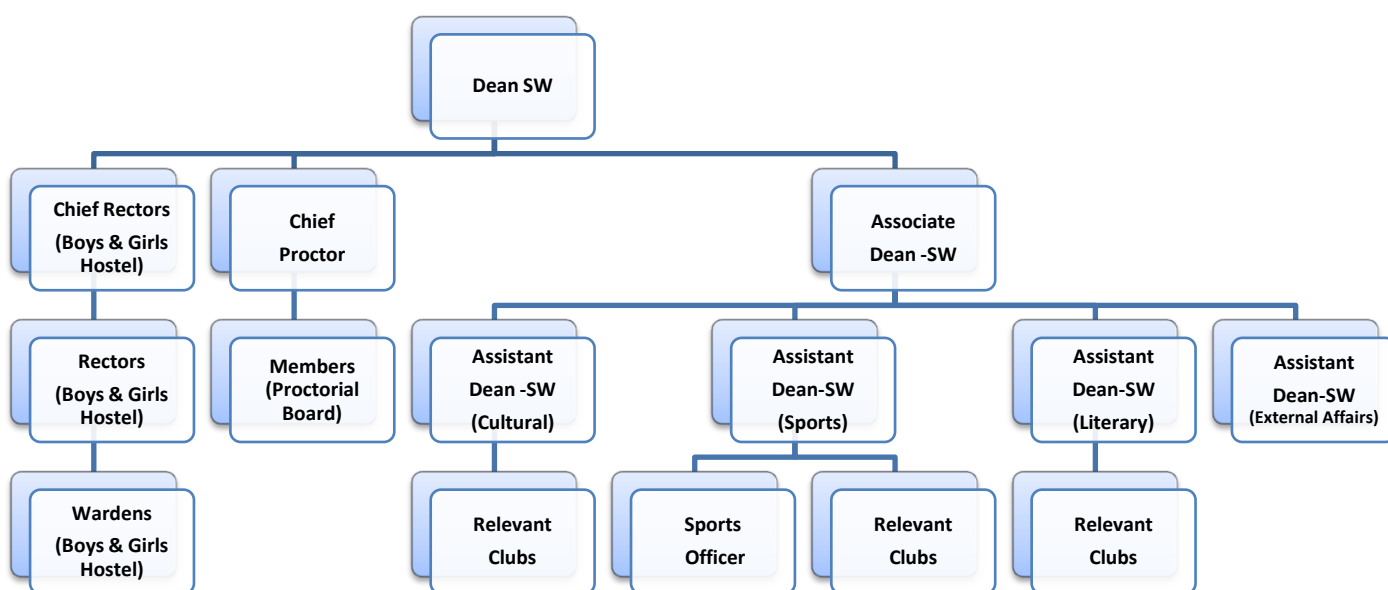 Dean SW
Chief Rectors
(Boys & Girls
Hostel)
Chief
Proctor
Associate
Dean -SW
Rectors
(Boys & Girls
Hostel)
Members
(Proctorial
Board)
Assistant
Dean -SW
(Cultural)
Assistant
Dean-SW
(Sports)
Assistant
Dean-SW
(Literary)
Assistant
Dean-SW
(External Affairs)
Wardens
(Boys & Girls
Hostel)
Relevant
Clubs
Sports
Officer
Relevant
Clubs
Relevant
Clubs